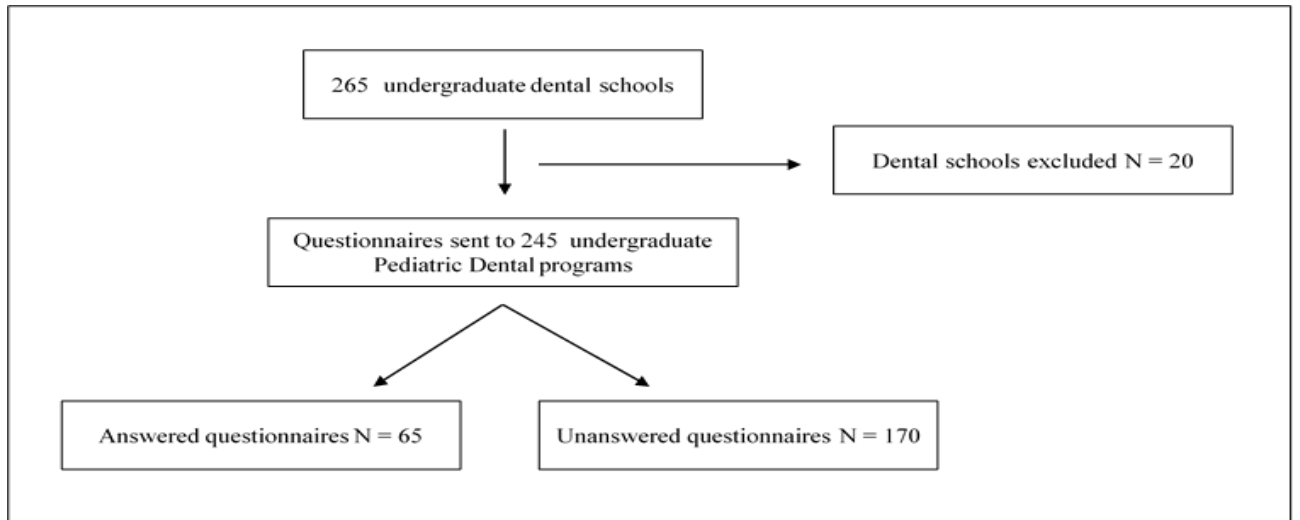 265 undergraduate dental schools
Dental schools excluded N = 20
Questionnaires sent to 245 undergraduate
Pediatric Dental programs
Answered questionnaires N = 65
Unanswered questionnaires N = 170